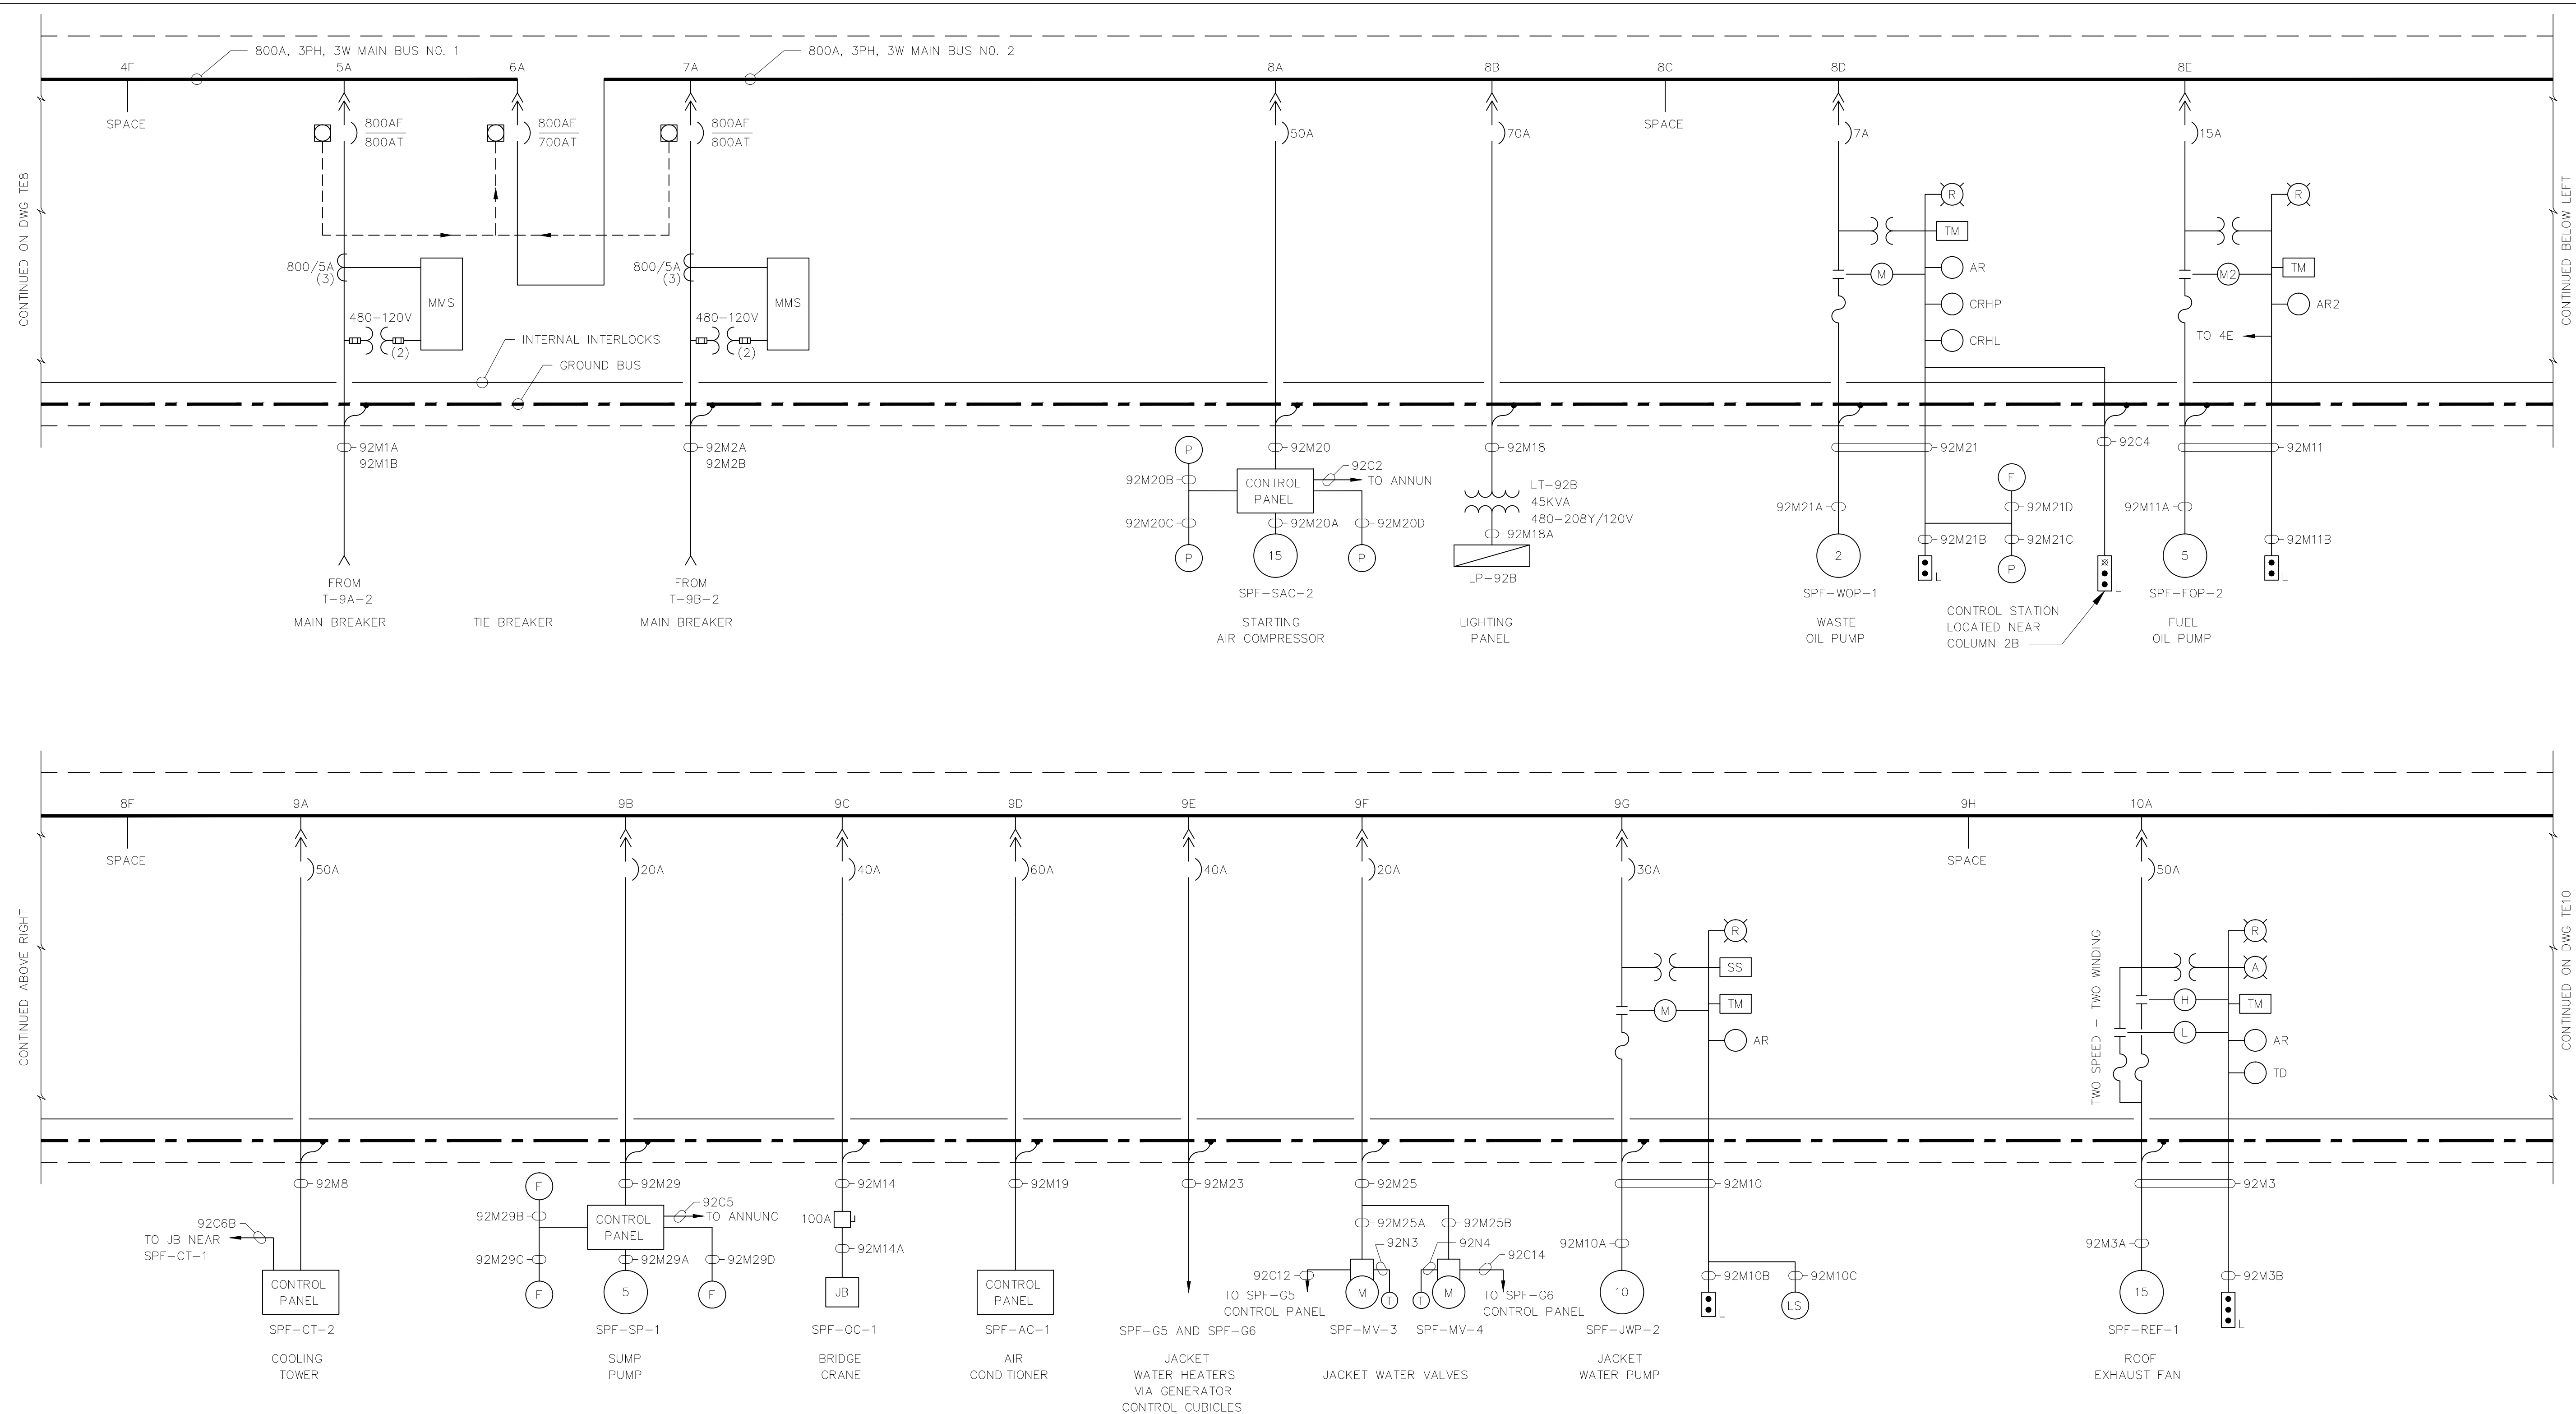 800A, 3PH, 3W MAIN BUS NO. 1
800A, 3PH, 3W MAIN BUS NO. 2
4F
5A
6A
7A
8A
8B
8C
8D
8E
SPACE
800AF
800AT
800AF
700AT
800AF
800AT
50A
70A
SPACE
7A
15A
CONTINUED ON DWG TE8
CONTINUED BELOW LEFT
R
TM
AR
CRHP
CRHL
M
R
M2
TM
AR2
TO 4E
800/5A
(3)
MMS
480-120V
(2)
800/5A
(3)
MMS
480-120V
(2)
INTERNAL INTERLOCKS
GROUND BUS
92M1A
92M1B
92M2A
92M2B
P
92M20B
92M20C
P
92M20
CONTROL
PANEL
92C2
TO ANNUN
92M20A
92M20D
15
P
92M18
LT-92B
45KVA
480-208Y/120V
92M18A
LP-92B
92M21
92C4
92M11
F
92M21A
92M21D
92M21B
92M21C
2
P
L
L
92M11A
92M11B
5
L
FROM
T-9A-2
MAIN BREAKER
TIE BREAKER
FROM
T-9B-2
MAIN BREAKER
SPF-SAC-2
STARTING
AIR COMPRESSOR
LIGHTING
PANEL
SPF-WOP-1
WASTE
OIL PUMP
CONTROL STATION
LOCATED NEAR
COLUMN 2B
SPF-FOP-2
FUEL
OIL PUMP
8F
9A
9B
9C
9D
9E
9F
9G
9H
10A
SPACE
50A
20A
40A
60A
40A
20A
30A
SPACE
50A
CONTINUED ABOVE RIGHT
CONTINUED ON DWG TE10
R
SS
TM
AR
M
TWO SPEED - TWO WINDING
R
A
H
TM
L
AR
TD
92M8
92C6B
TO JB NEAR
SPF-CT-1
CONTROL
PANEL
SPF-CT-2
COOLING
TOWER
F
92M29B
92M29C
F
92M29
CONTROL
PANEL
92C5
TO ANNUNC
92M29A
92M29D
5
F
SPF-SP-1
SUMP
PUMP
92M14
100A
92M14A
JB
SPF-OC-1
BRIDGE
CRANE
92M19
CONTROL
PANEL
SPF-AC-1
AIR
CONDITIONER
92M23
SPF-G5 AND SPF-G6
JACKET
WATER HEATERS
VIA GENERATOR
CONTROL CUBICLES
92M25
92M25A
92M25B
92N3
92N4
92C14
92C12
TO SPF-G5
CONTROL PANEL
M
T
T
M
TO SPF-G6
CONTROL PANEL
SPF-MV-3
SPF-MV-4
JACKET WATER VALVES
92M10
92M10A
92M10B
92M10C
10
L
LS
SPF-JWP-2
JACKET
WATER PUMP
92M3
92M3A
92M3B
15
L
SPF-REF-1
ROOF
EXHAUST FAN